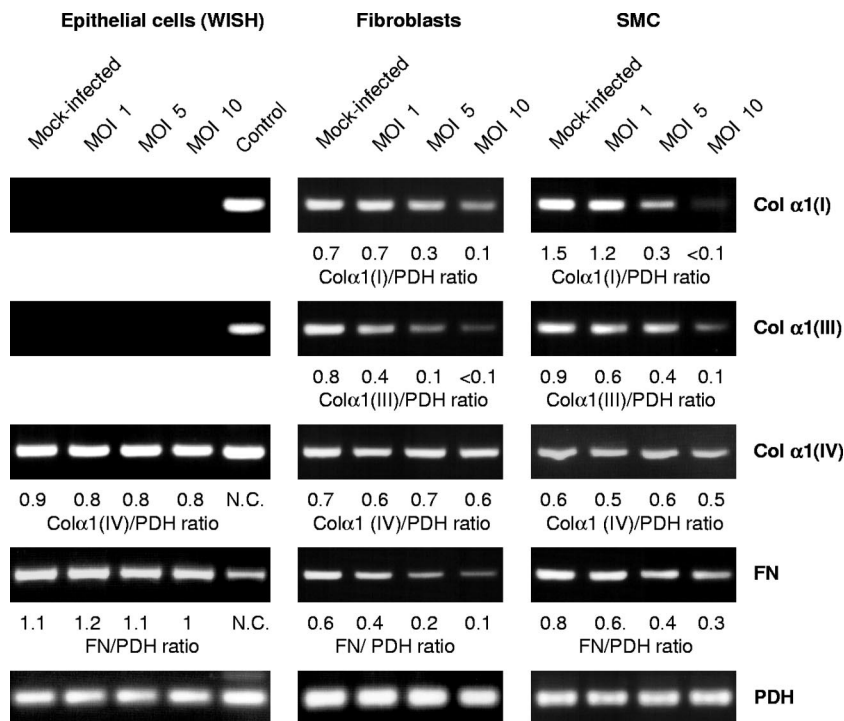 Epithelial cells (WISH) Fibroblasts SMC
Mock-infected MOI 1 MOI 5 MOI 10 Control Mock-infected MOI 1 MOI 5 MOI 10 Mock-infected MOI 1 MOI 5 MOI 10
Col α1(I)
0.7 0.7 0.3 0.1 1.5 1.2 0.3 <0.1
Colα1(I)/PDH ratio Colα1(I)/PDH ratio
Col α1(III)
0.8 0.4 0.1 <0.1 0.9 0.6 0.4 0.1
Colα1(III)/PDH ratio Colα1(III)/PDH ratio
Col α1(IV)
0.9 0.8 0.8 0.8 N.C. 0.7 0.6 0.7 0.6 0.6 0.5 0.6 0.5
Colα1(IV)/PDH ratio Colα1 (IV)/PDH ratio Colα1 (IV)/PDH ratio
FN
1.1 1.2 1.1 1 N.C. 0.6 0.4 0.2 0.1 0.8 0.6. 0.4 0.3
FN/PDH ratio FN/ PDH ratio FN/PDH ratio
PDH